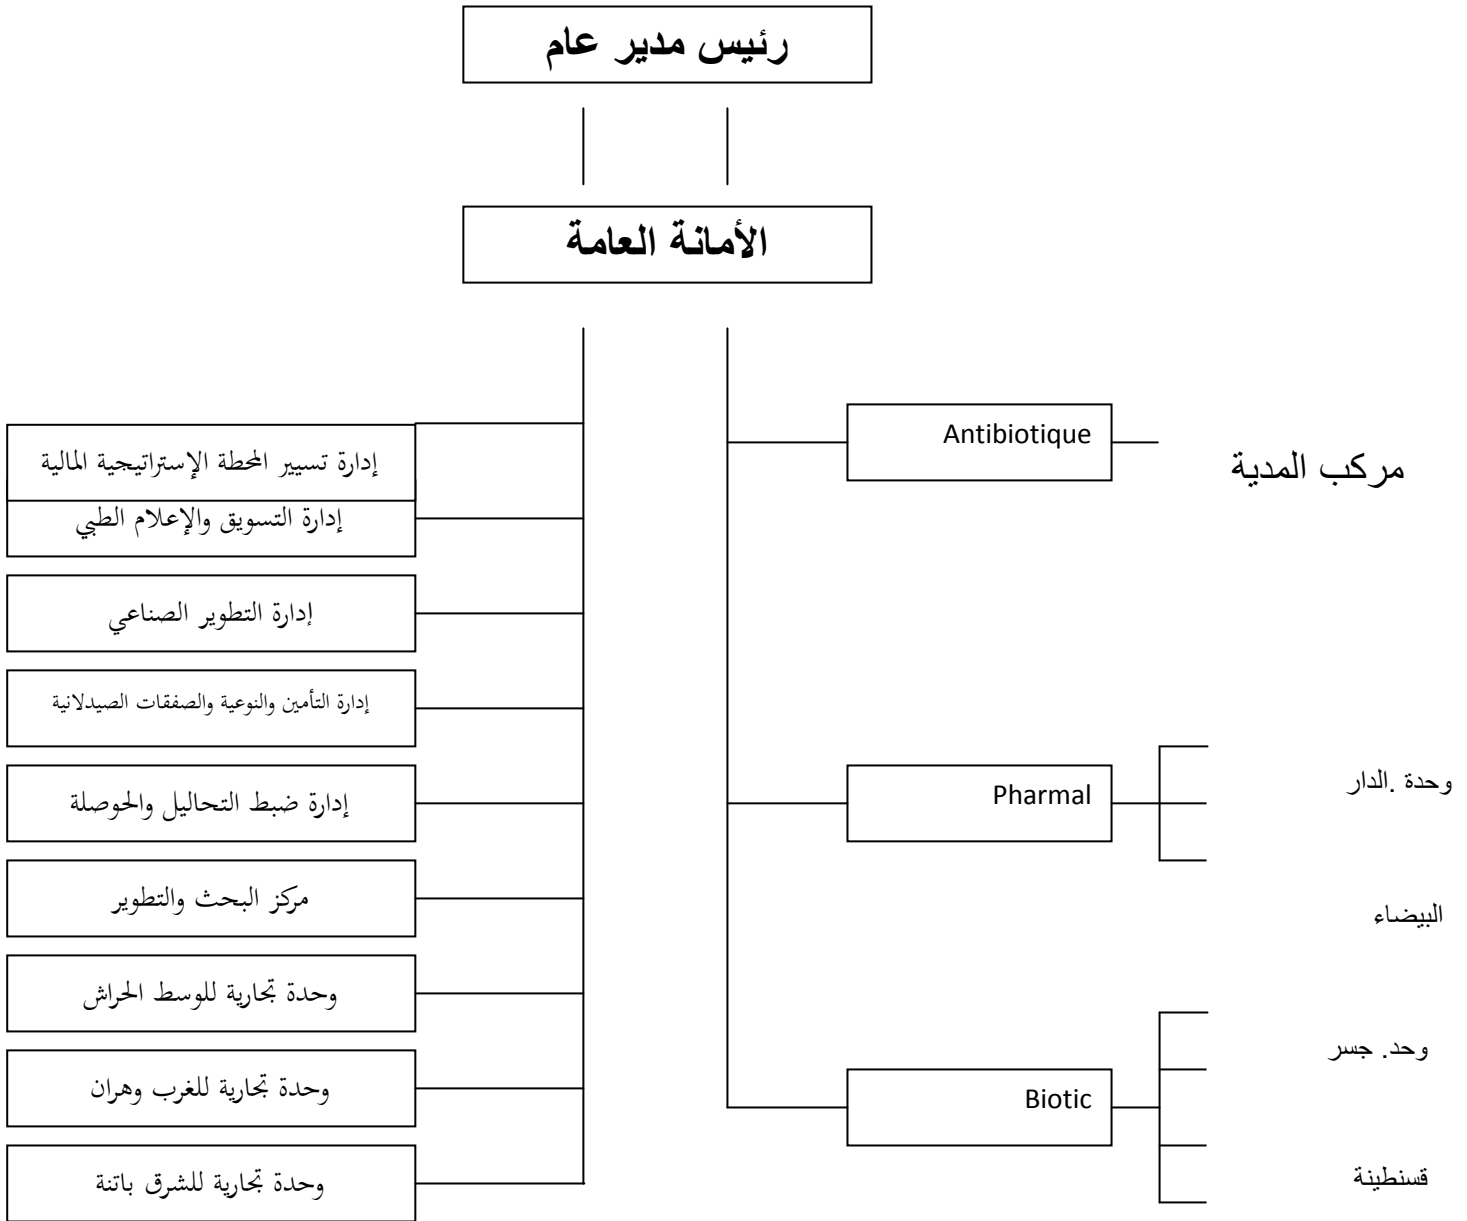 رئيس مدير عام
الأمانة العامة
Antibiotique
مركب المدية
إدارة تسيير المحطة الإستراتيجية المالية
إدارة التسويق والإعلام الطبي
إدارة التطوير الصناعي
إدارة التأمين والنوعية والصفقات الصيدلانية
Pharmal
وحدة .الدار
إدارة ضبط التحاليل والحوصلة
مركز البحث والتطوير
البيضاء
وحدة تجارية للوسط الحراش
وحد. جسر
Biotic
وحدة تجارية للغرب وهران
قسنطينة
وحدة تجارية للشرق باتنة